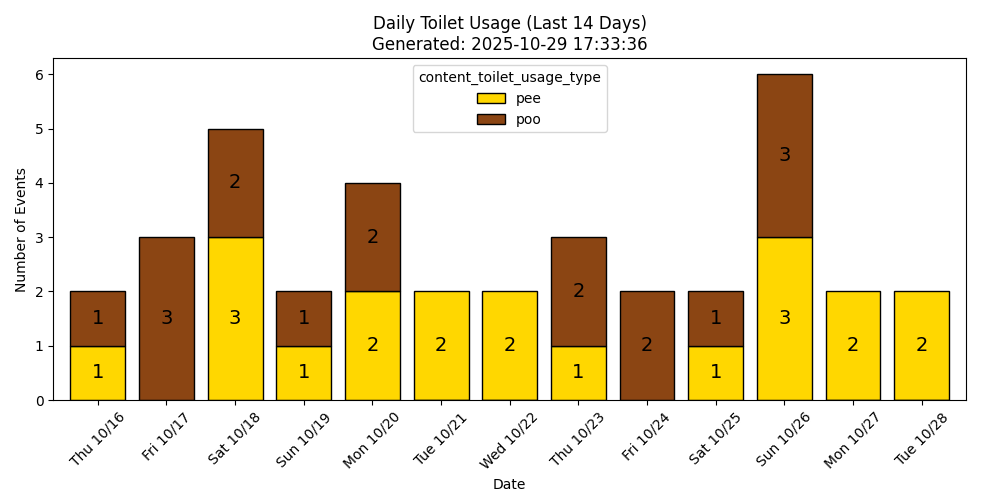 Daily Toilet Usage (Last 14 Days)
Generated: 2025-10-29 17:33:36
content_toilet_usage_type
pee
poo
Number of Events
6
5
4
3
2
1
0
1
1
3
2
3
1
1
2
2
2
2
2
1
2
1
1
3
3
2
2
Thu 10/16
Fri 10/17
Sat 10/18
Sun 10/19
Mon 10/20
Tue 10/21
Wed 10/22
Thu 10/23
Fri 10/24
Sat 10/25
Sun 10/26
Mon 10/27
Tue 10/28
Date